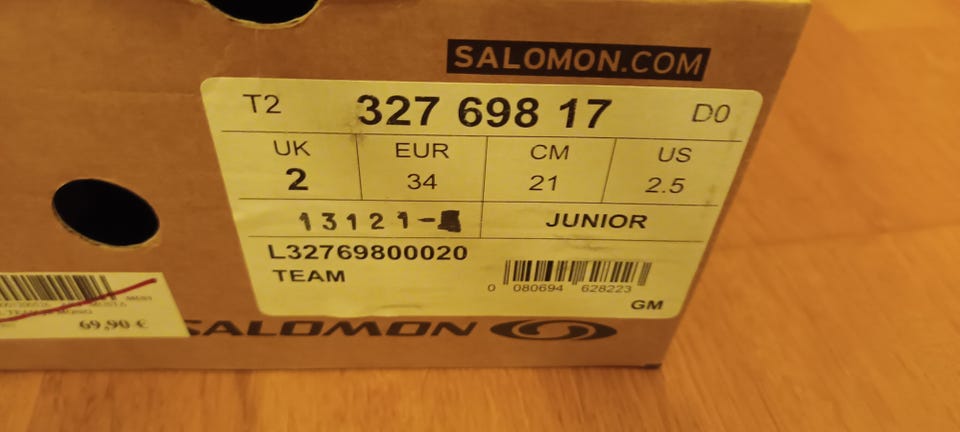 SALOMON.COM
T2 327 698 17 D0
UK EUR CM US
2 34 21 2.5
13121- JUNIOR
L32769800020
TEAM
0 080694 628223
GM
69,90 €
SALOMON